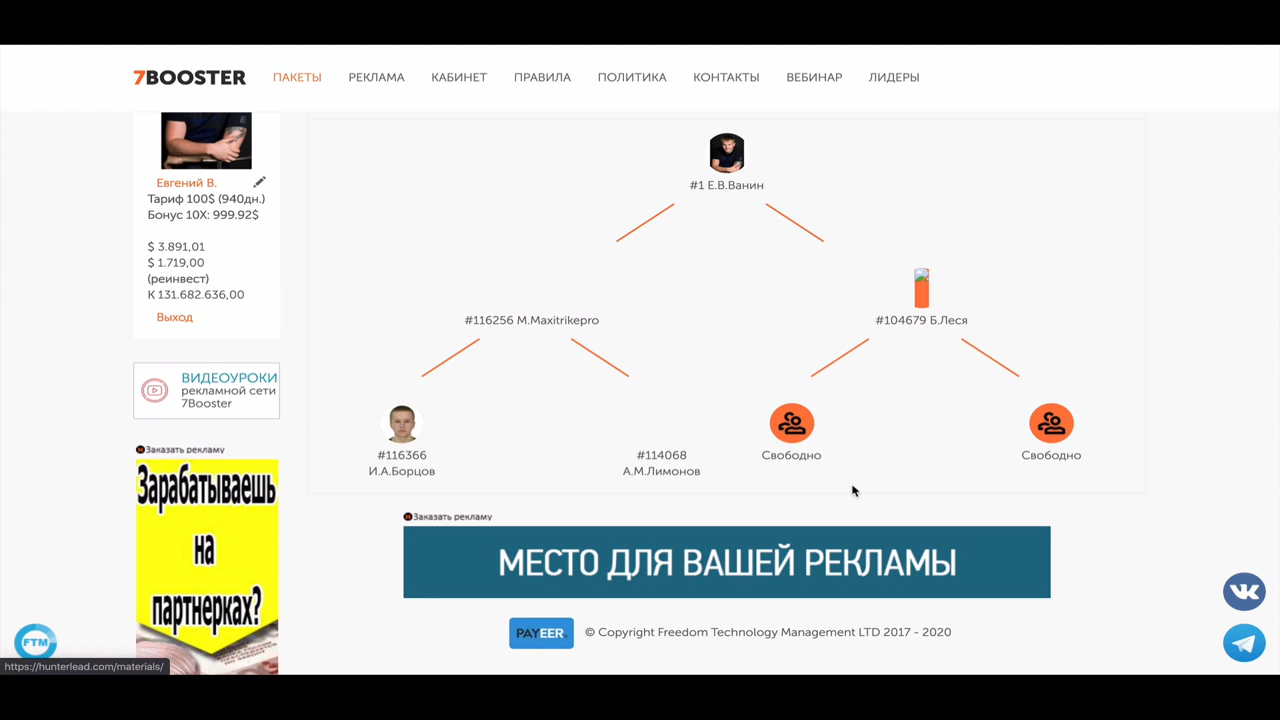 7BOOSTER
ПАКЕТЫ
РЕКЛАМА
КАБИНЕТ
ПРАВИЛА
ПОЛИТИКА
КОНТАКТЫ
ВЕБИНАР
ЛИДЕРЫ
Евгений В.
Тариф 100$ (940дн.)
Бонус 10X: 999.92$
$ 3.891,01
$ 1.719,00
(реинвест)
К 131.682.636,00
Выход
ВИДЕОУРОКИ
рекламной сети
7Booster
Заказать рекламу
Зарабатываешь
на
партнерках?
#1 Е.В.Ванин
#116256 M.Maxitrikepro
#104679 Б.Леся
#116366
И.А.Борцов
#114068
А.М.Лимонов
Свободно
Свободно
Заказать рекламу
МЕСТО ДЛЯ ВАШЕЙ РЕКЛАМЫ
PAYEER
© Copyright Freedom Technology Management LTD 2017 - 2020
FTM
https://hunterlead.com/materials/